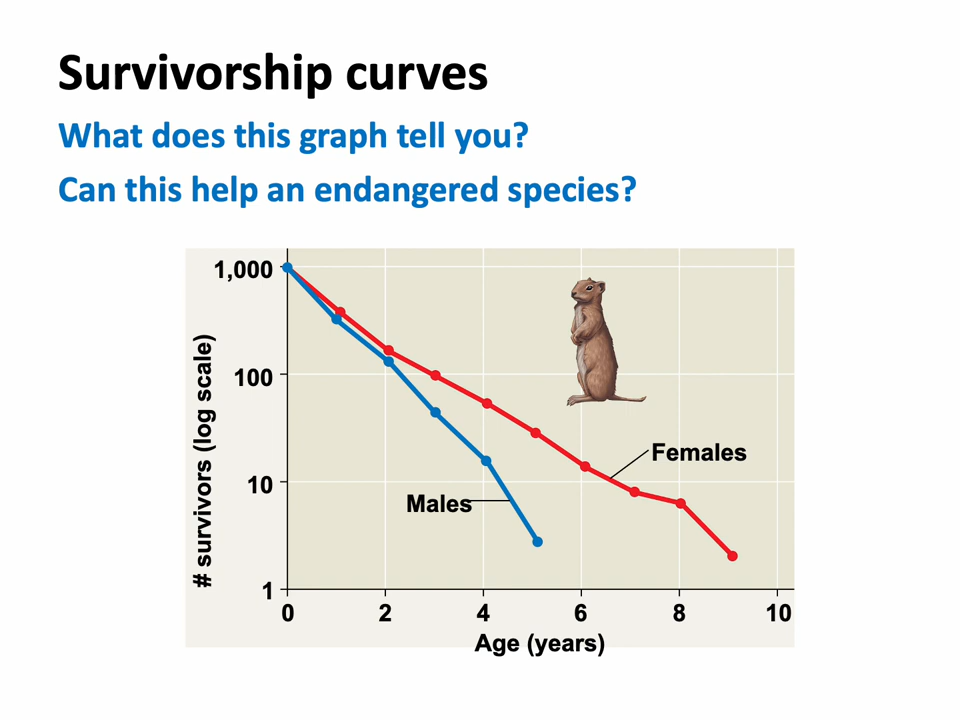 Survivorship curves
What does this graph tell you?
Can this help an endangered species?
1,000
100
10
1
# survivors (log scale)
Females
Males
0 2 4 6 8 10
Age (years)